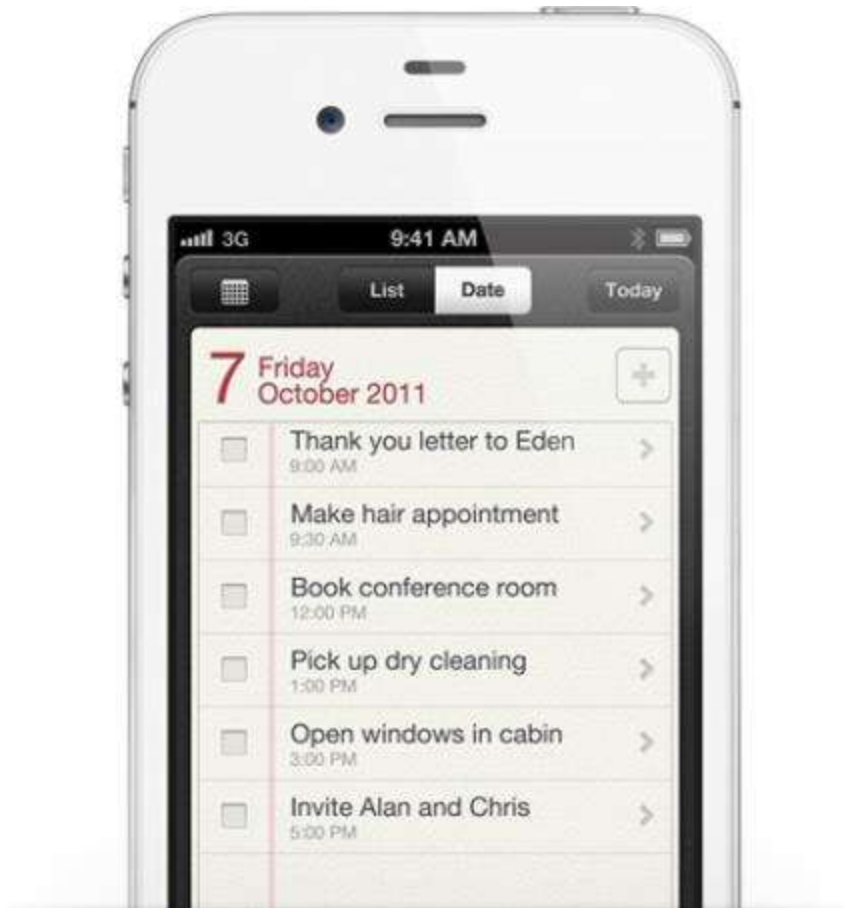 3G 9:41 AM
List Date Today
7 Friday
October 2011
Thank you letter to Eden
9:00 AM
Make hair appointment
9:30 AM
Book conference room
12:00 PM
Pick up dry cleaning
1:00 PM
Open windows in cabin
3:00 PM
Invite Alan and Chris
5:00 PM